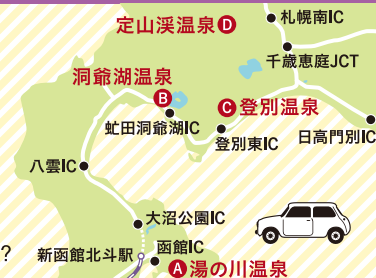 札幌南IC
定山渓温泉D
千歳恵庭JCT
洞爺湖温泉
B
C登別温泉
虻田洞爺湖IC
登別東IC
日高門別IC
八雲IC
大沼公園IC
?
新函館北斗駅
函館IC
A湯の川温泉